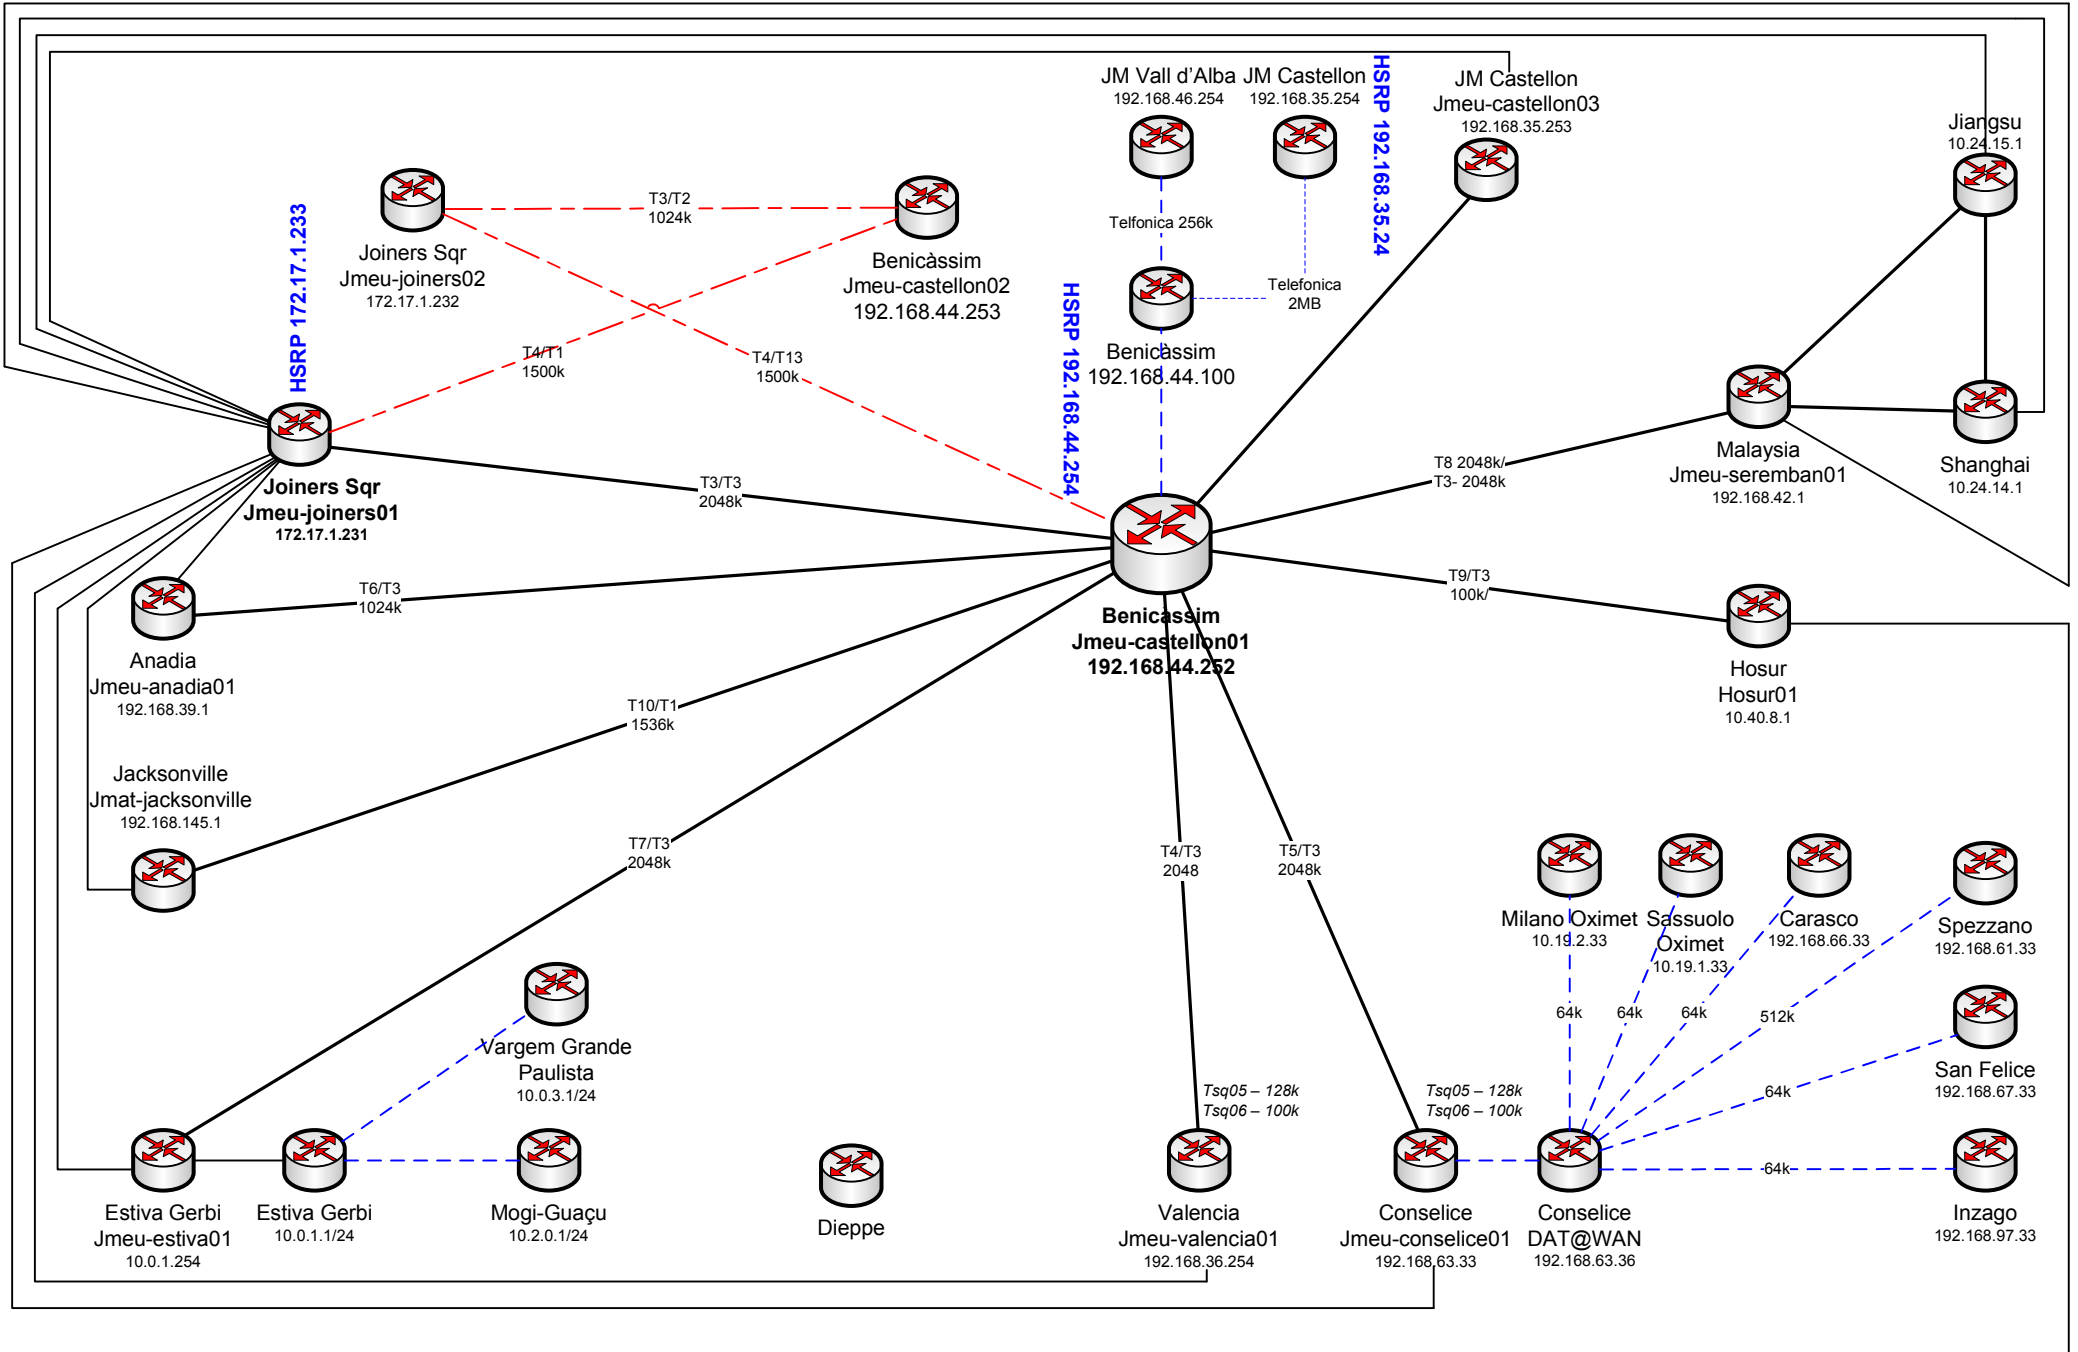 JM Vall d'Alba
192.168.46.254
JM Castellon
192.168.35.254
HSRP 192.168.35.24
JM Castellon
Jmeu-castellon03
192.168.35.253
Jiangsu
10.24.15.1
HSRP 172.17.1.233
T3/T2
1024k
Joiners Sqr
Jmeu-joiners02
172.17.1.232
Benicàssim
Jmeu-castellon02
192.168.44.253
Telfonica 256k
Telefonica
2MB
HSRP 192.168.44.254
Benicàssim
192.168.44.100
T4/T1
1500k
T4/T13
1500k
Malaysia
Jmeu-seremban01
192.168.42.1
Shanghai
10.24.14.1
T8 2048k/
T3- 2048k
Joiners Sqr
Jmeu-joiners01
172.17.1.231
T3/T3
2048k
T6/T3
1024k
T9/T3
100k/
Benicàssim
Jmeu-castellon01
192.168.44.252
Anadia
Jmeu-anadia01
192.168.39.1
Hosur
Hosur01
10.40.8.1
T10/T1
1536k
Jacksonville
Jmat-jacksonville
192.168.145.1
T7/T3
2048k
T4/T3
2048
T5/T3
2048k
Milano Oximet
10.19.2.33
Sassuolo
Oximet
10.19.1.33
Carasco
192.168.66.33
Spezzano
192.168.61.33
64k
64k
64k
512k
Vargem Grande
Paulista
10.0.3.1/24
San Felice
192.168.67.33
64k
Tsq05 – 128k
Tsq06 – 100k
Tsq05 – 128k
Tsq06 – 100k
64k
Estiva Gerbi
Jmeu-estiva01
10.0.1.254
Estiva Gerbi
10.0.1.1/24
Mogi-Guaçu
10.2.0.1/24
Dieppe
Valencia
Jmeu-valencia01
192.168.36.254
Conselice
Jmeu-conselice01
192.168.63.33
Conselice
DAT@WAN
192.168.63.36
Inzago
192.168.97.33